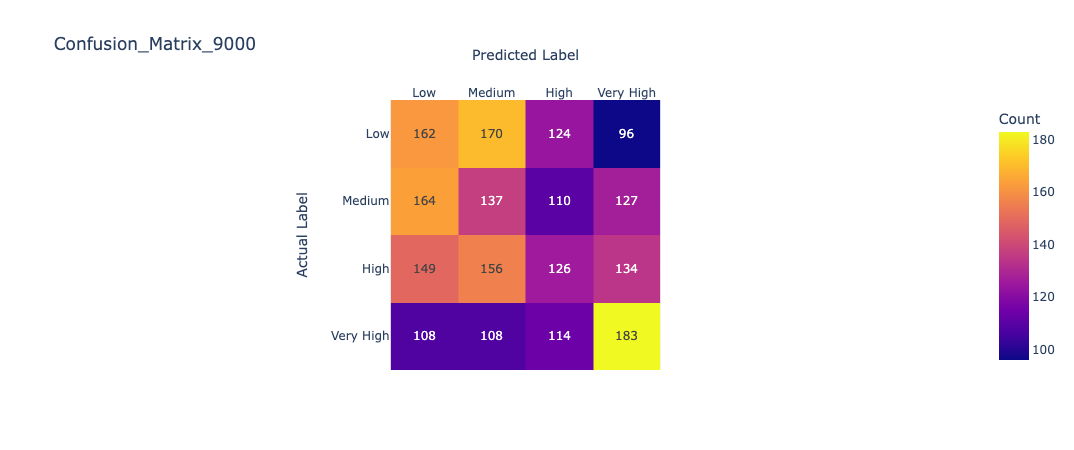 Confusion_Matrix_9000
Predicted Label
Low Medium High Very High
Count
Actual Label
Low 162 170 124 96
Medium 164 137 110 127
High 149 156 126 134
Very High 108 108 114 183
180
160
140
120
100